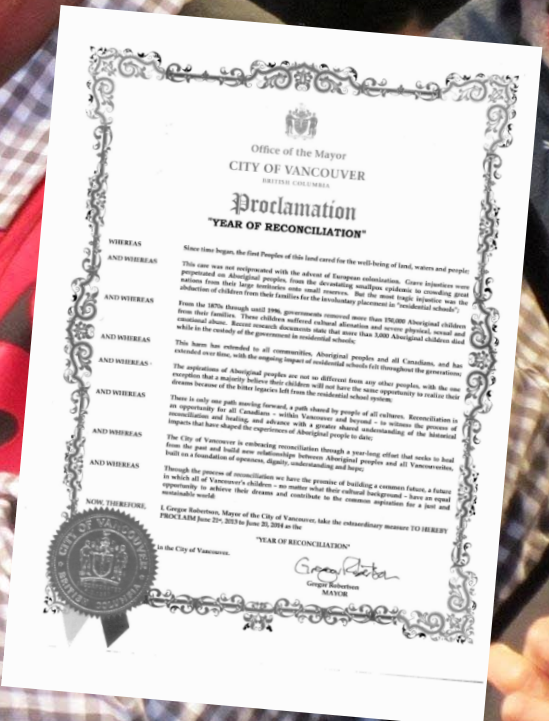 Office of the Mayor
CITY OF VANCOUVER
BRITISH COLUMBIA
Proclamation
"YEAR OF RECONCILIATION"
WHEREAS Since time began, the first Peoples of this land cared for the well-being of land, waters and people;
AND WHEREAS This care was not reciprocated with the advent of European colonization. Grave injustices were
perpetrated on Aboriginal peoples, from the devastating smallpox epidemic to crowding great
nations from their large territories onto small reserves. But the most tragic injustice was the
abduction of children from their families for the involuntary placement in "residential schools";
AND WHEREAS From the 1870s through until 1996, governments removed more than 150,000 Aboriginal children
from their families. These children suffered cultural alienation and severe physical, sexual and
emotional abuse. Recent research documents state that more than 3,000 Aboriginal children died
while in the custody of the government in residential schools;
AND WHEREAS This harm has extended to all communities, Aboriginal peoples and all Canadians, and has
extended over time, with the ongoing impact of residential schools felt throughout the generations;
AND WHEREAS The aspirations of Aboriginal peoples are not so different from any other peoples, with the one
exception that a majority believe their children will not have the same opportunity to realize their
dreams because of the bitter legacies left from the residential school system;
AND WHEREAS There is only one path moving forward, a path shared by people of all cultures. Reconciliation is
an opportunity for all Canadians – within Vancouver and beyond – to witness the process of
reconciliation and healing, and advance with a greater shared understanding of the historical
impacts that have shaped the experiences of Aboriginal people to date;
AND WHEREAS The City of Vancouver is embracing reconciliation through a year-long effort that seeks to heal
from the past and build new relationships between Aboriginal peoples and all Vancouverites,
built on a foundation of openness, dignity, understanding and hope;
AND WHEREAS Through the process of reconciliation we have the promise of building a common future, a future
in which all of Vancouver's children – no matter what their cultural background – have an equal
opportunity to achieve their dreams and contribute to the common aspiration for a just and
sustainable world:
NOW, THEREFORE, I, Gregor Robertson, Mayor of the City of Vancouver, take the extraordinary measure TO HEREBY
PROCLAIM June 21st, 2013 to June 20, 2014 as the
"YEAR OF RECONCILIATION"
in the City of Vancouver.
Gregor Robertson
Gregor Robertson
MAYOR
CITY OF VANCOUVER